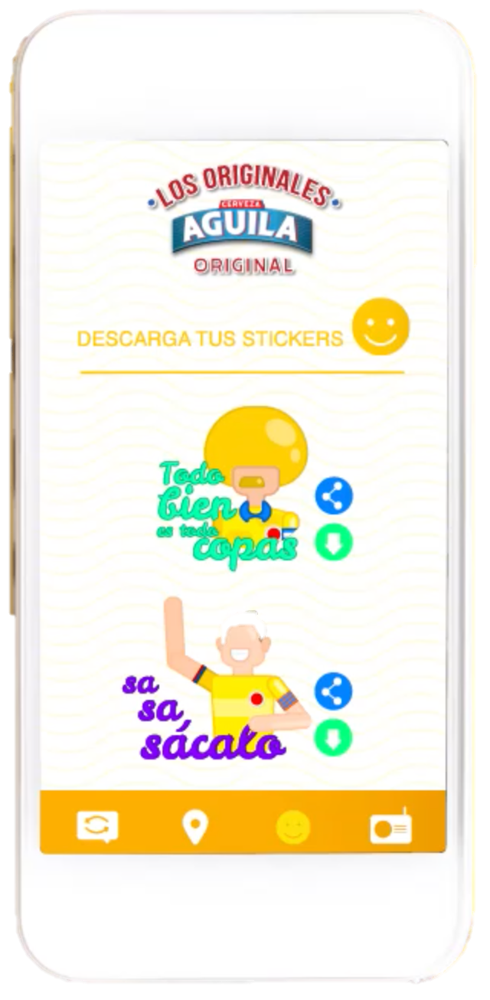 LOS ORIGINALES
CERVEZA
AGUILA
ORIGINAL
DESCARGA TUS STICKERS
Todo
bien
es todo
copas
sa
sa,
sácalo